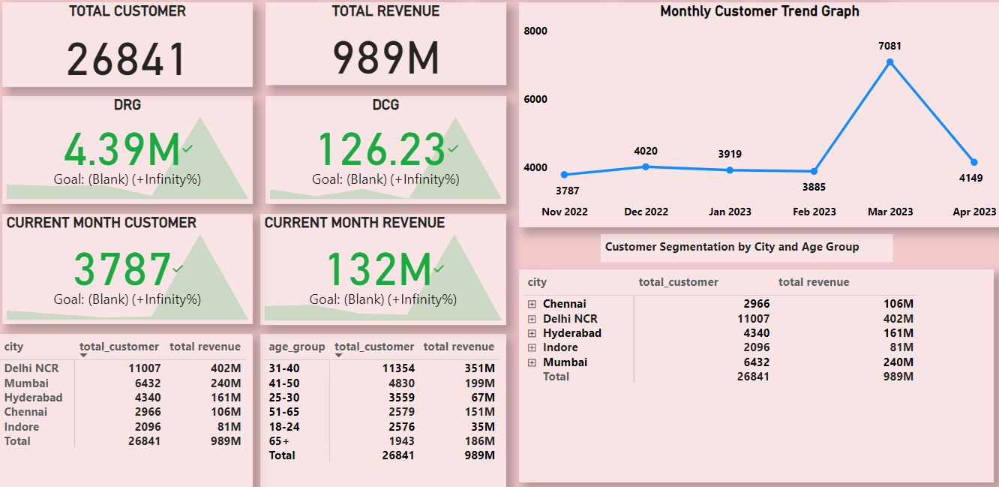 TOTAL CUSTOMER
26841
TOTAL REVENUE
989M
DRG
4.39M
Goal: (Blank) (+Infinity%)
DCG
126.23
Goal: (Blank) (+Infinity%)
CURRENT MONTH CUSTOMER
3787
Goal: (Blank) (+Infinity%)
CURRENT MONTH REVENUE
132M
Goal: (Blank) (+Infinity%)
city total_customer total revenue
Delhi NCR 11007 402M
Mumbai 6432 240M
Hyderabad 4340 161M
Chennai 2966 106M
Indore 2096 81M
Total 26841 989M
age_group total_customer total revenue
31-40 11354 351M
41-50 4830 199M
25-30 3559 67M
51-65 2579 151M
18-24 2576 35M
65+ 1943 186M
Total 26841 989M
Monthly Customer Trend Graph
8000
6000
4000
3787
4020
3919
3885
7081
4149
Nov 2022 Dec 2022 Jan 2023 Feb 2023 Mar 2023 Apr 2023
Customer Segmentation by City and Age Group
city total_customer total revenue
Chennai 2966 106M
Delhi NCR 11007 402M
Hyderabad 4340 161M
Indore 2096 81M
Mumbai 6432 240M
Total 26841 989M